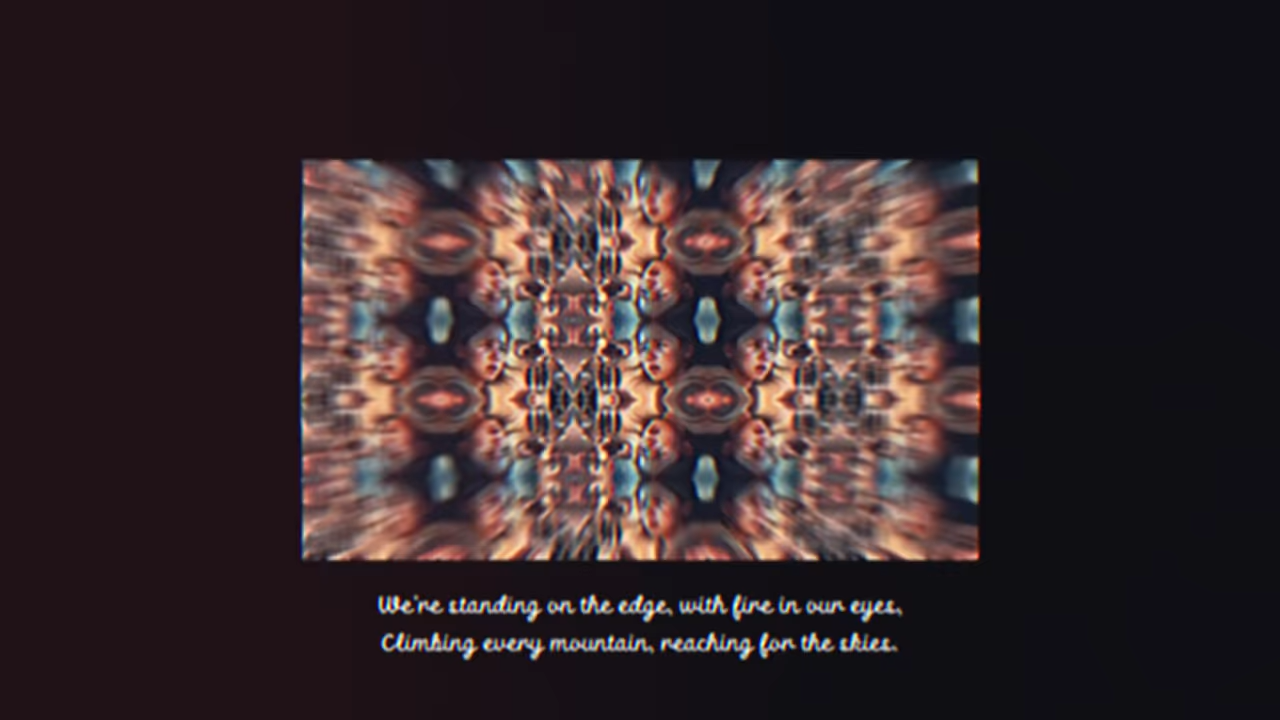 We're standing on the edge, with fire in our eyes,
Climbing every mountain, reaching for the skies.